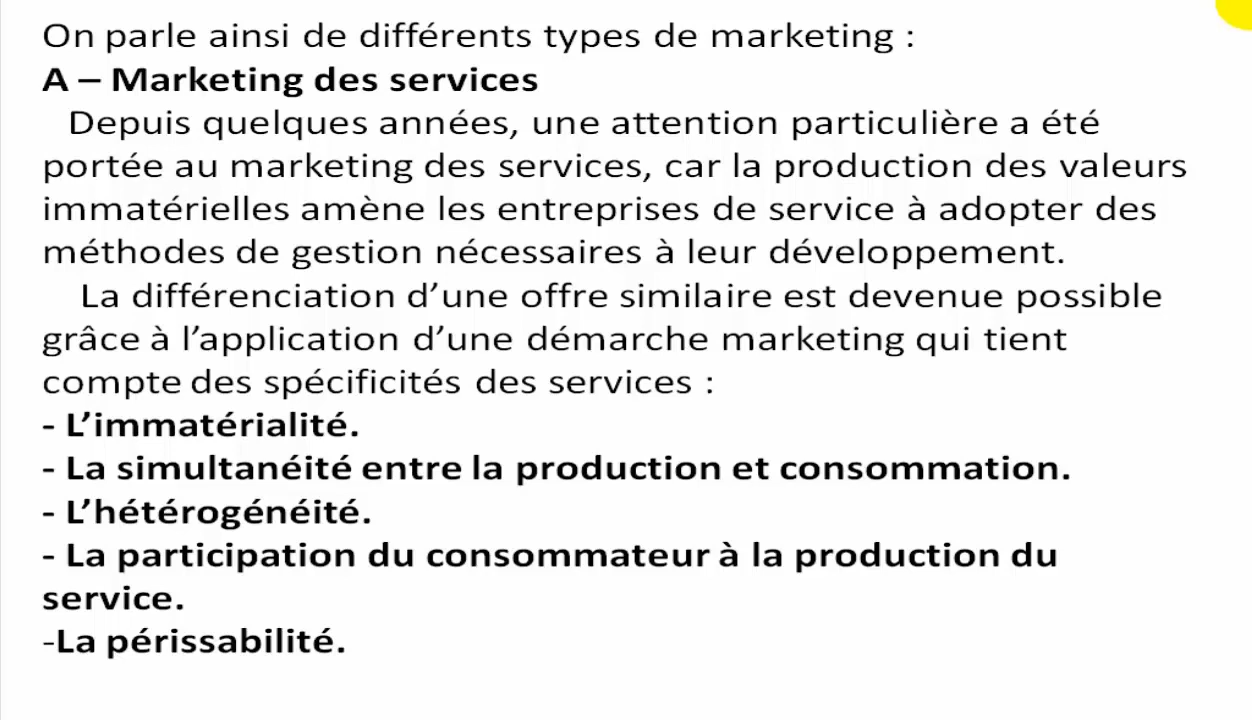 On parle ainsi de différents types de marketing :
A – Marketing des services
Depuis quelques années, une attention particulière a été
portée au marketing des services, car la production des valeurs
immatérielles amène les entreprises de service à adopter des
méthodes de gestion nécessaires à leur développement.
La différenciation d’une offre similaire est devenue possible
grâce à l’application d’une démarche marketing qui tient
compte des spécificités des services :
- L’immatérialité.
- La simultanéité entre la production et consommation.
- L’hétérogénéité.
- La participation du consommateur à la production du
service.
-La périssabilité.